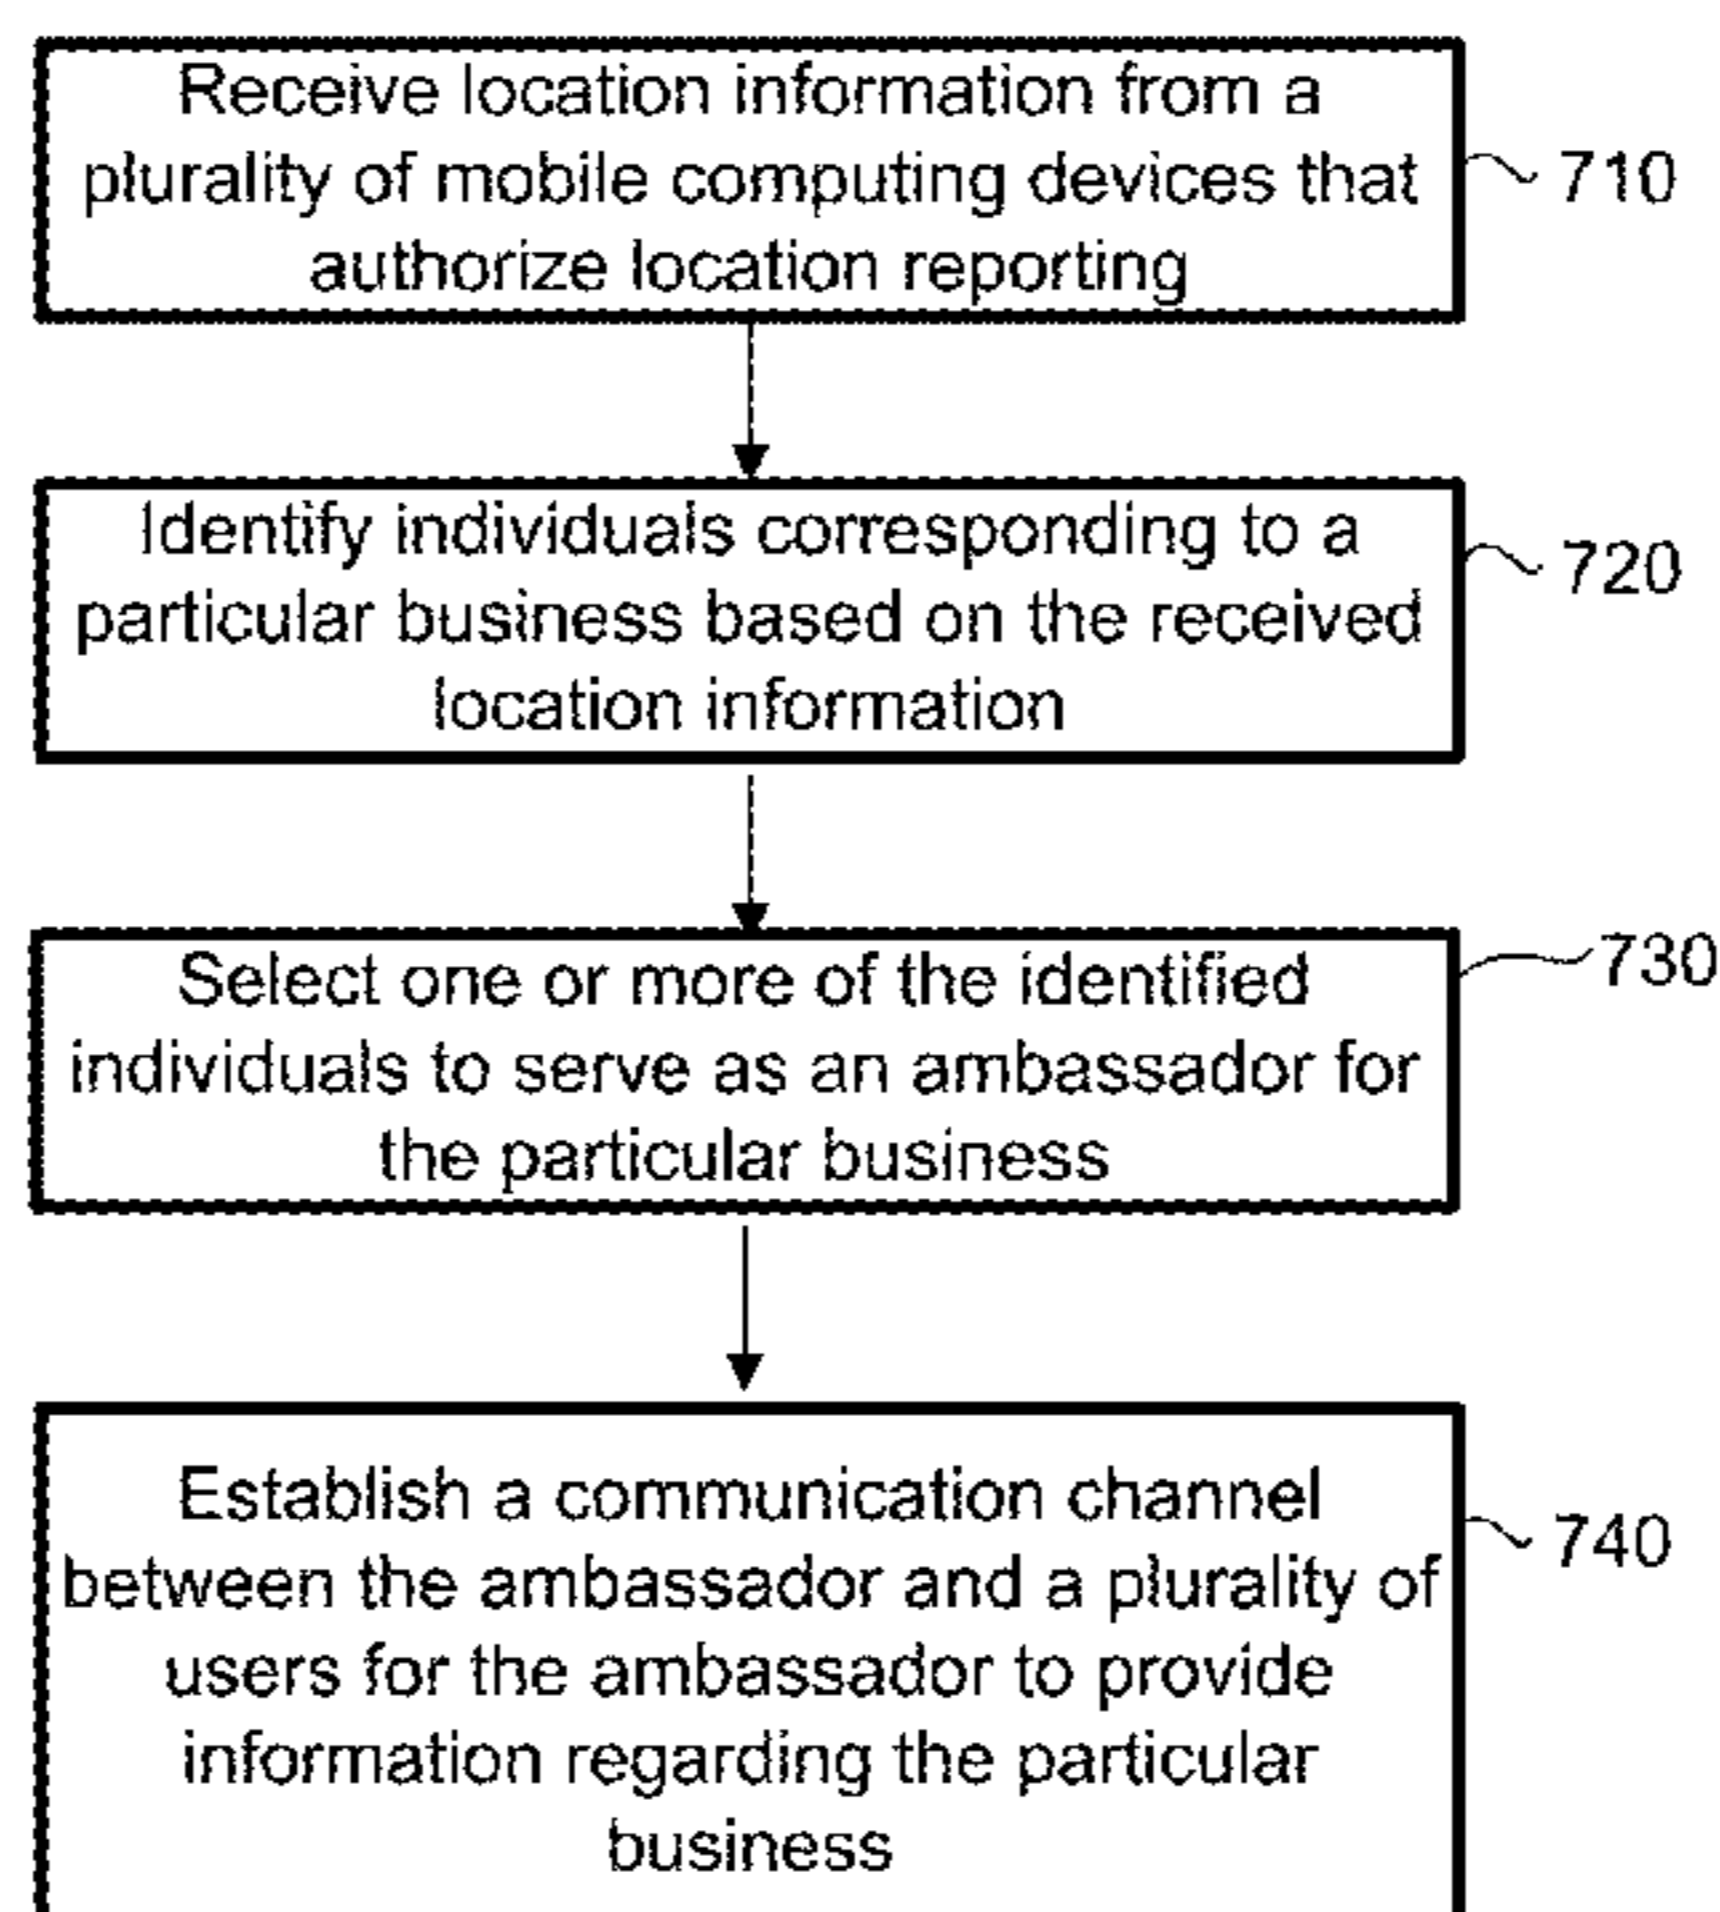 Receive location information from a
plurality of mobile computing devices that
authorize location reporting
710
Identify individuals corresponding to a
particular business based on the received
location information
720
Select one or more of the identified
individuals to serve as an ambassador for
the particular business
730
Establish a communication channel
between the ambassador and a plurality of
users for the ambassador to provide
information regarding the particular
business
740